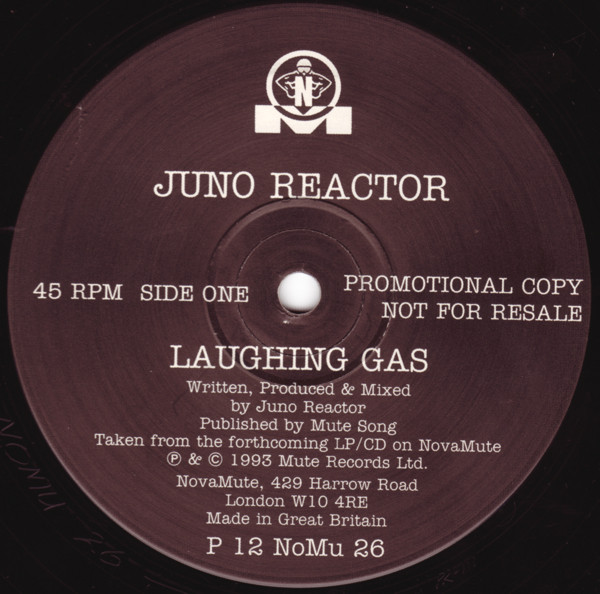 N
M
JUNO REACTOR
45 RPM SIDE ONE
PROMOTIONAL COPY
NOT FOR RESALE
LAUGHING GAS
Written, Produced & Mixed
by Juno Reactor
Published by Mute Song
Taken from the forthcoming LP/CD on NovaMute
℗ & © 1993 Mute Records Ltd.
NovaMute, 429 Harrow Road
London W10 4RE
Made in Great Britain
P 12 NoMu 26
NOMU 26